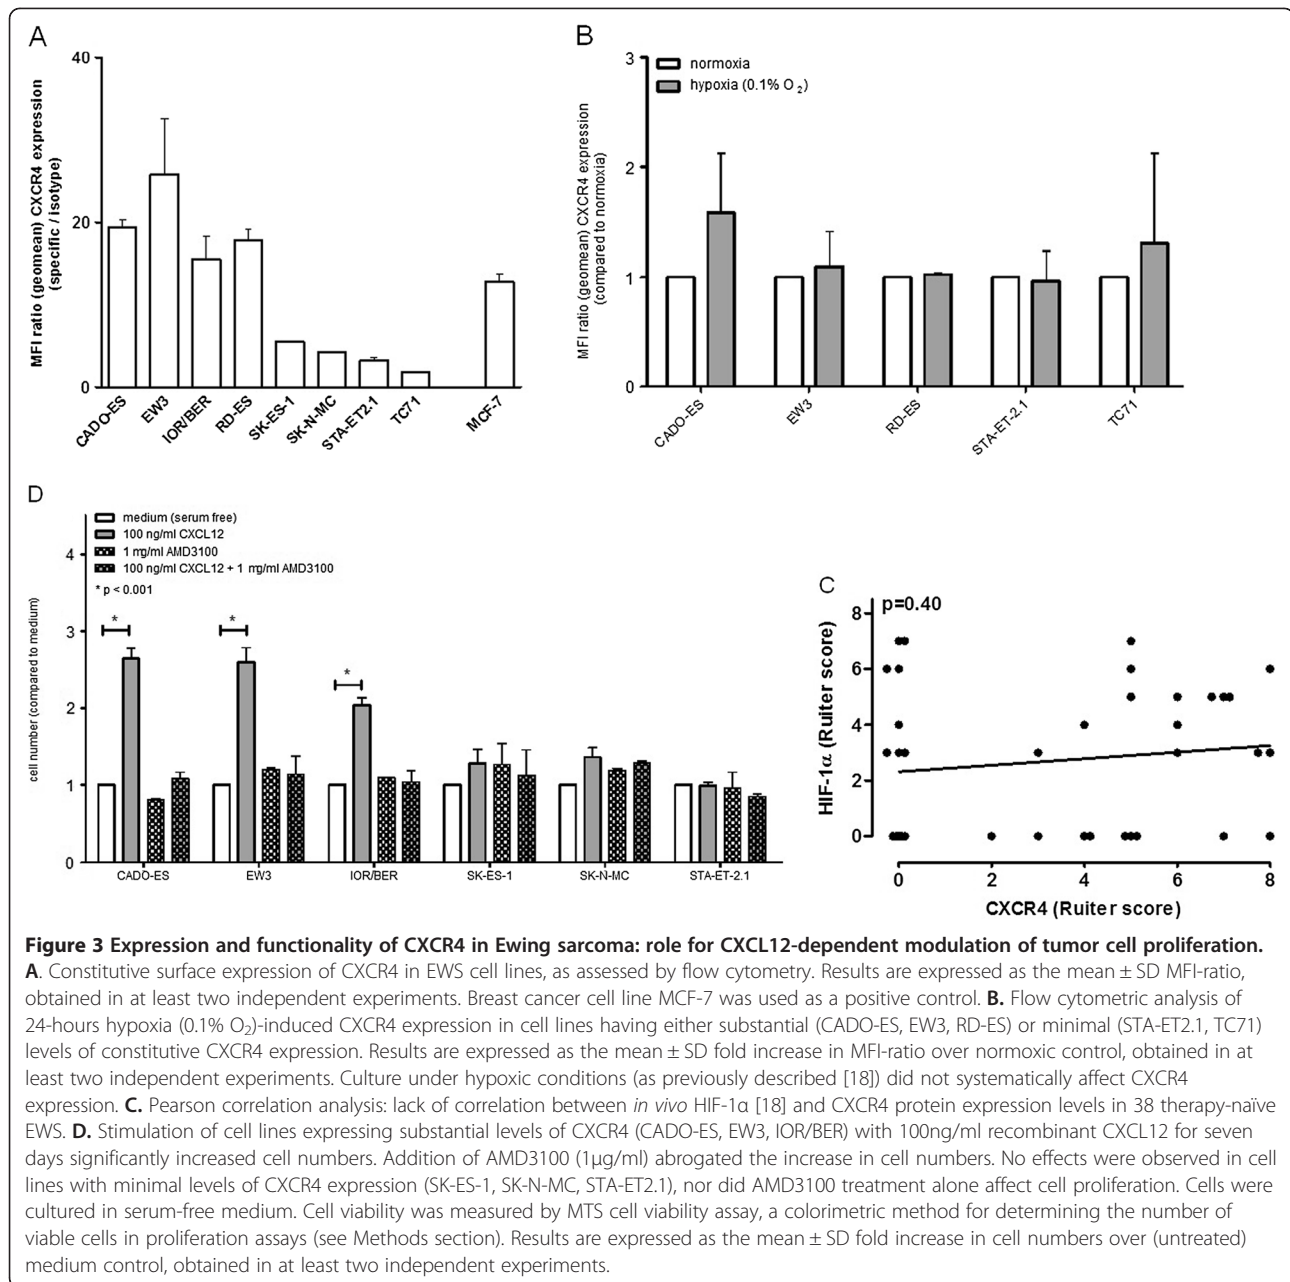 A
MFI ratio (geomean) CXCR4 expression
(specific / isotype)
40
20
0
CADO-ES
EW3
IOR/BER
RD-ES
SK-ES-1
SK-N-MC
STA-ET2.1
TC71
MCF-7
B
MFI ratio (geomean) CXCR4 expression
(compared to normoxia)
3
2
1
0
normoxia
hypoxia (0.1% O2)
CADO-ES
EW3
RD-ES
STA-ET-2.1
TC71
D
medium (serum free)
100 ng/ml CXCL12
1 mg/ml AMD3100
100 ng/ml CXCL12 + 1 mg/ml AMD3100
* p < 0.001
cell number (compared to medium)
4
3
2
1
0
*
*
*
CADO-ES
EW3
IOR/BER
SK-ES-1
SK-N-MC
STA-ET-2.1
C
p=0.40
HIF-1α (Ruiter score)
8
6
4
2
0
0
2
4
6
8
CXCR4 (Ruiter score)
Figure 3 Expression and functionality of CXCR4 in Ewing sarcoma: role for CXCL12-dependent modulation of tumor cell proliferation.
A. Constitutive surface expression of CXCR4 in EWS cell lines, as assessed by flow cytometry. Results are expressed as the mean ± SD MFI-ratio,
obtained in at least two independent experiments. Breast cancer cell line MCF-7 was used as a positive control. B. Flow cytometric analysis of
24-hours hypoxia (0.1% O2)-induced CXCR4 expression in cell lines having either substantial (CADO-ES, EW3, RD-ES) or minimal (STA-ET2.1, TC71)
levels of constitutive CXCR4 expression. Results are expressed as the mean ± SD fold increase in MFI-ratio over normoxic control, obtained in at
least two independent experiments. Culture under hypoxic conditions (as previously described [18]) did not systematically affect CXCR4
expression. C. Pearson correlation analysis: lack of correlation between in vivo HIF-1α [18] and CXCR4 protein expression levels in 38 therapy-naïve
EWS. D. Stimulation of cell lines expressing substantial levels of CXCR4 (CADO-ES, EW3, IOR/BER) with 100ng/ml recombinant CXCL12 for seven
days significantly increased cell numbers. Addition of AMD3100 (1μg/ml) abrogated the increase in cell numbers. No effects were observed in cell
lines with minimal levels of CXCR4 expression (SK-ES-1, SK-N-MC, STA-ET2.1), nor did AMD3100 treatment alone affect cell proliferation. Cells were
cultured in serum-free medium. Cell viability was measured by MTS cell viability assay, a colorimetric method for determining the number of
viable cells in proliferation assays (see Methods section). Results are expressed as the mean ± SD fold increase in cell numbers over (untreated)
medium control, obtained in at least two independent experiments.